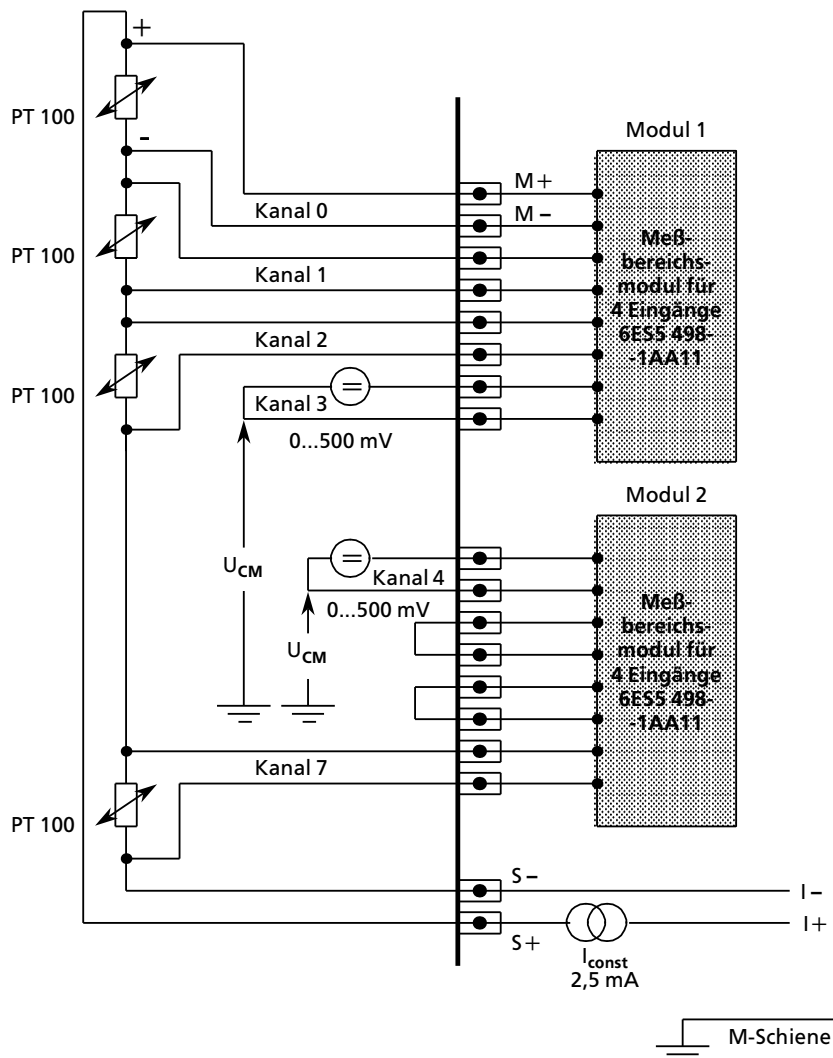 +
PT 100
-
Modul 1
M+
Kanal 0
M-
PT 100
Kanal 1
Kanal 2
PT 100
Kanal 3
0...500 mV
Meß-
bereichs-
modul für
4 Eingänge
6ES5 498-
-1AA11
Modul 2
UCM
Kanal 4
0...500 mV
UCM
Meß-
bereichs-
modul für
4 Eingänge
6ES5 498-
-1AA11
Kanal 7
PT 100
S-
I-
S+
I+
Iconst
2,5 mA
M-Schiene